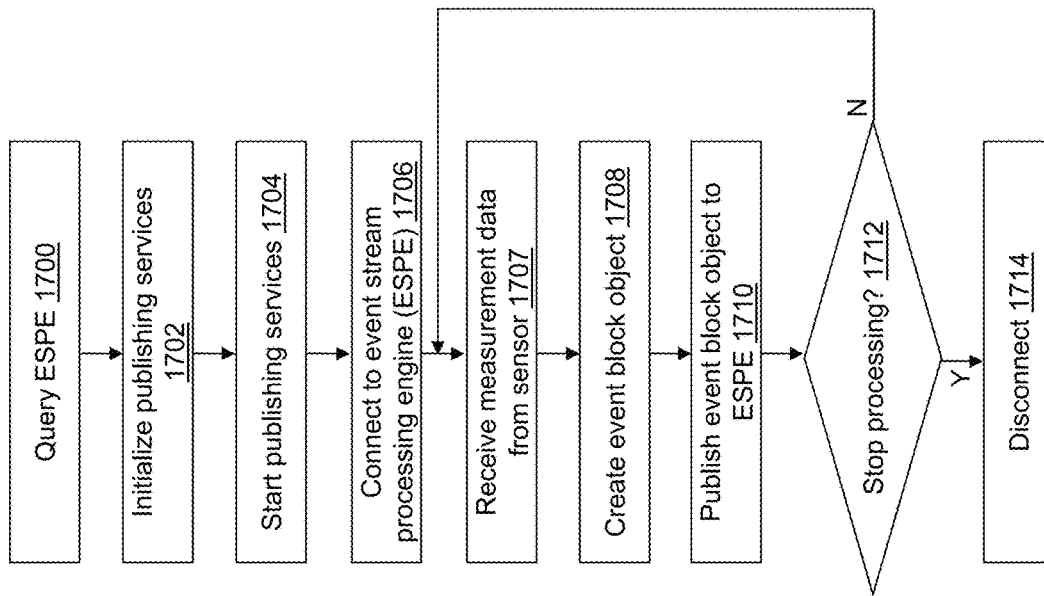 Query ESPE 1700
Initialize publishing services
1702
Start publishing services 1704
Connect to event stream
processing engine (ESPE) 1706
Receive measurement data
from sensor 1707
Create event block object 1708
Publish event block object to
ESPE 1710
Stop processing? 1712
N
Y
Disconnect 1714